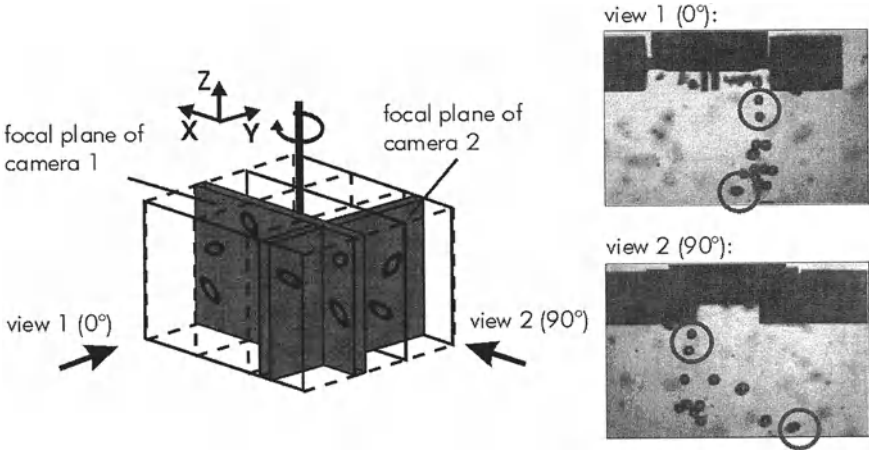 view 1 (0°):
Z
X
Y
focal plane of
camera 1
focal plane of
camera 2
view 1 (0°)
view 2 (90°)
view 2 (90°):